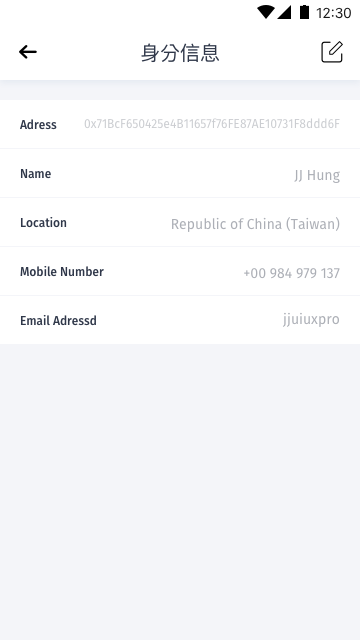 12:30
身分信息
Adress 0x71BcF650425e4B11657f76FE87AE10731F8ddd6F
Name JJ Hung
Location Republic of China (Taiwan)
Mobile Number +00 984 979 137
Email Adressd jjuiuxpro